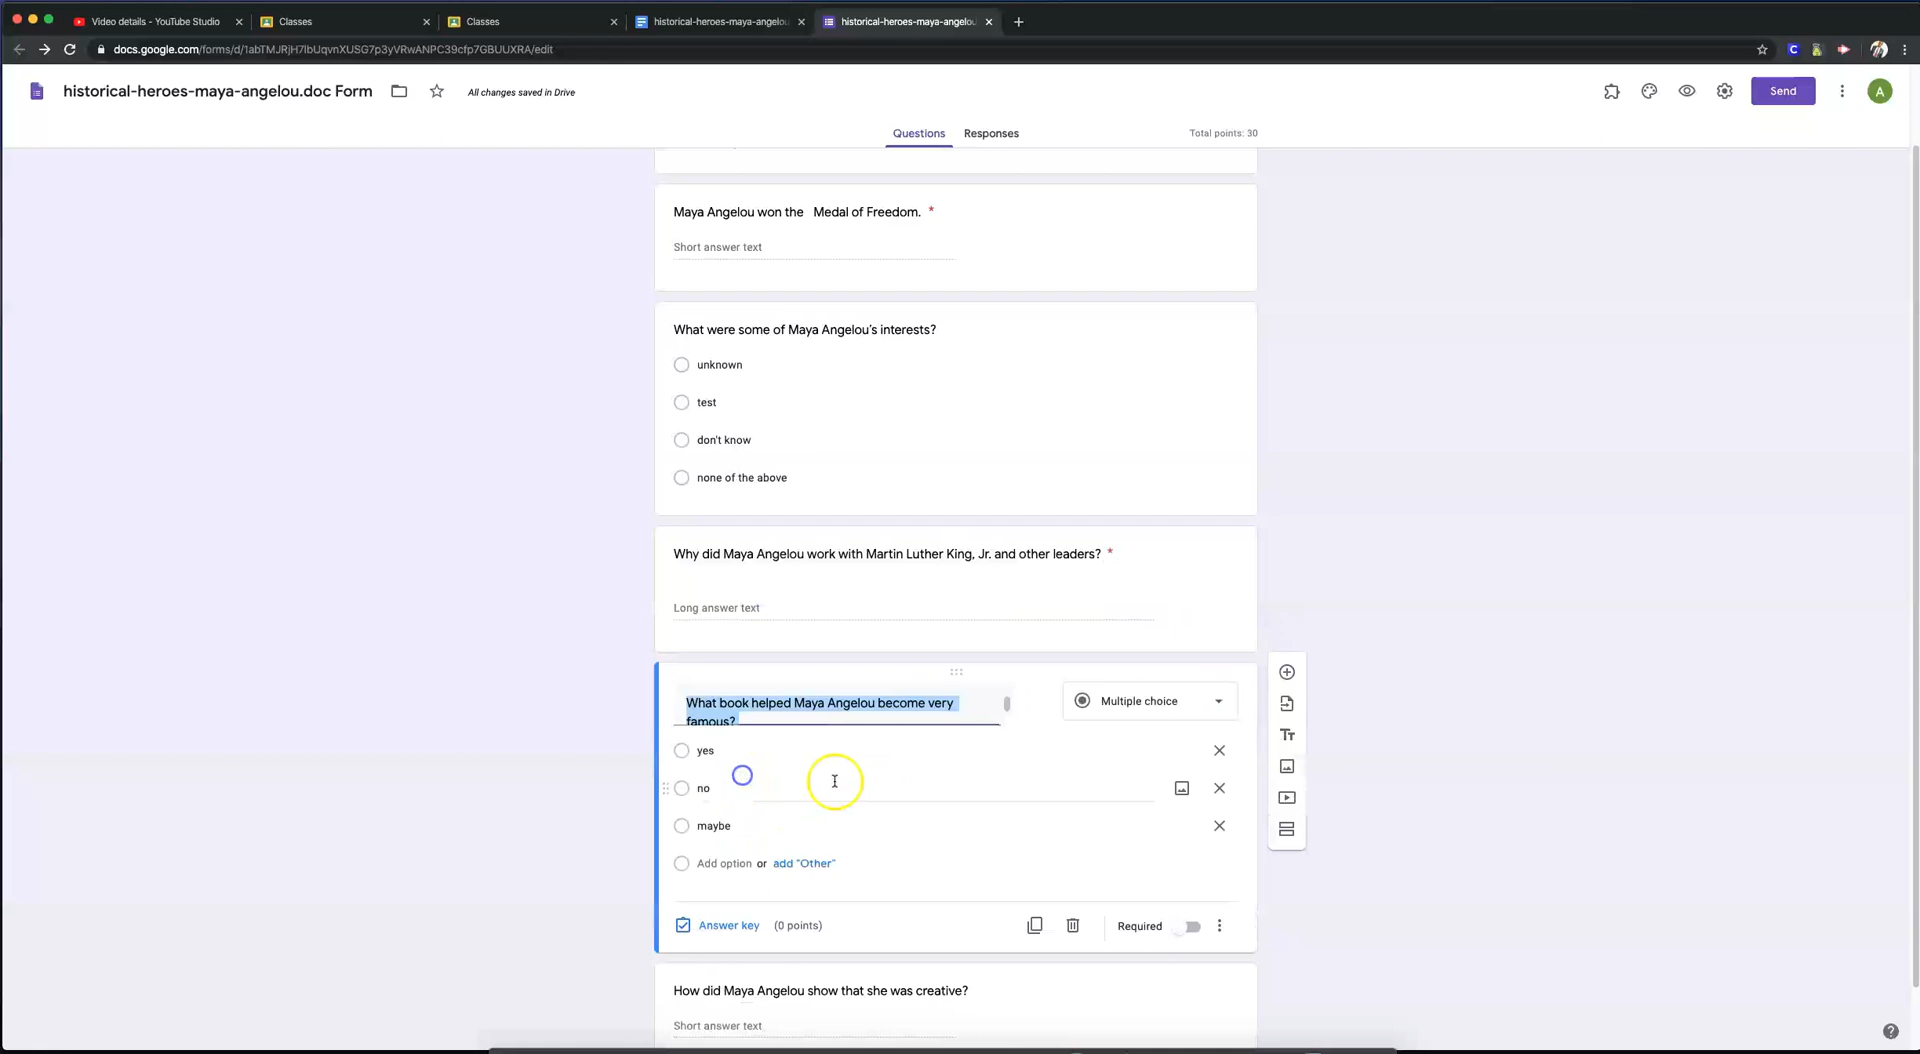 Video details - YouTube Studio
Classes
Classes
historical-heroes-maya-angelou
historical-heroes-maya-angelou
docs.google.com/forms/d/1abTMJRjH7lbUqvnXUSG7p3yVRwANPC39cfp7GBUUXRA/edit
historical-heroes-maya-angelou.doc Form
All changes saved in Drive
Send
A
Questions
Responses
Total points: 30
Maya Angelou won the Medal of Freedom. *
Short answer text
What were some of Maya Angelou's interests?
unknown
test
don't know
none of the above
Why did Maya Angelou work with Martin Luther King, Jr. and other leaders? *
Long answer text
What book helped Maya Angelou become very
famous?
Multiple choice
yes
no
maybe
Add option or add "Other"
Answer key (0 points)
Required
How did Maya Angelou show that she was creative?
Short answer text